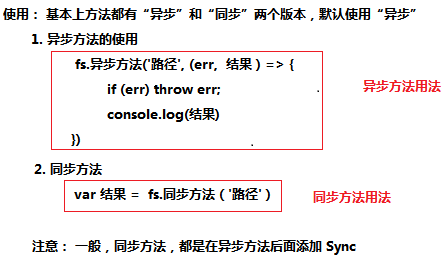 使用： 基本上方法都有“异步”和“同步”两个版本，默认使用“异步”
1. 异步方法的使用
fs.异步方法('路径', (err, 结果 ) => {
if (err) throw err;
异步方法用法
console.log(结果)
})
2. 同步方法
var 结果 = fs.同步方法（ '路径' ）
同步方法用法
注意： 一般，同步方法，都是在异步方法后面添加 Sync